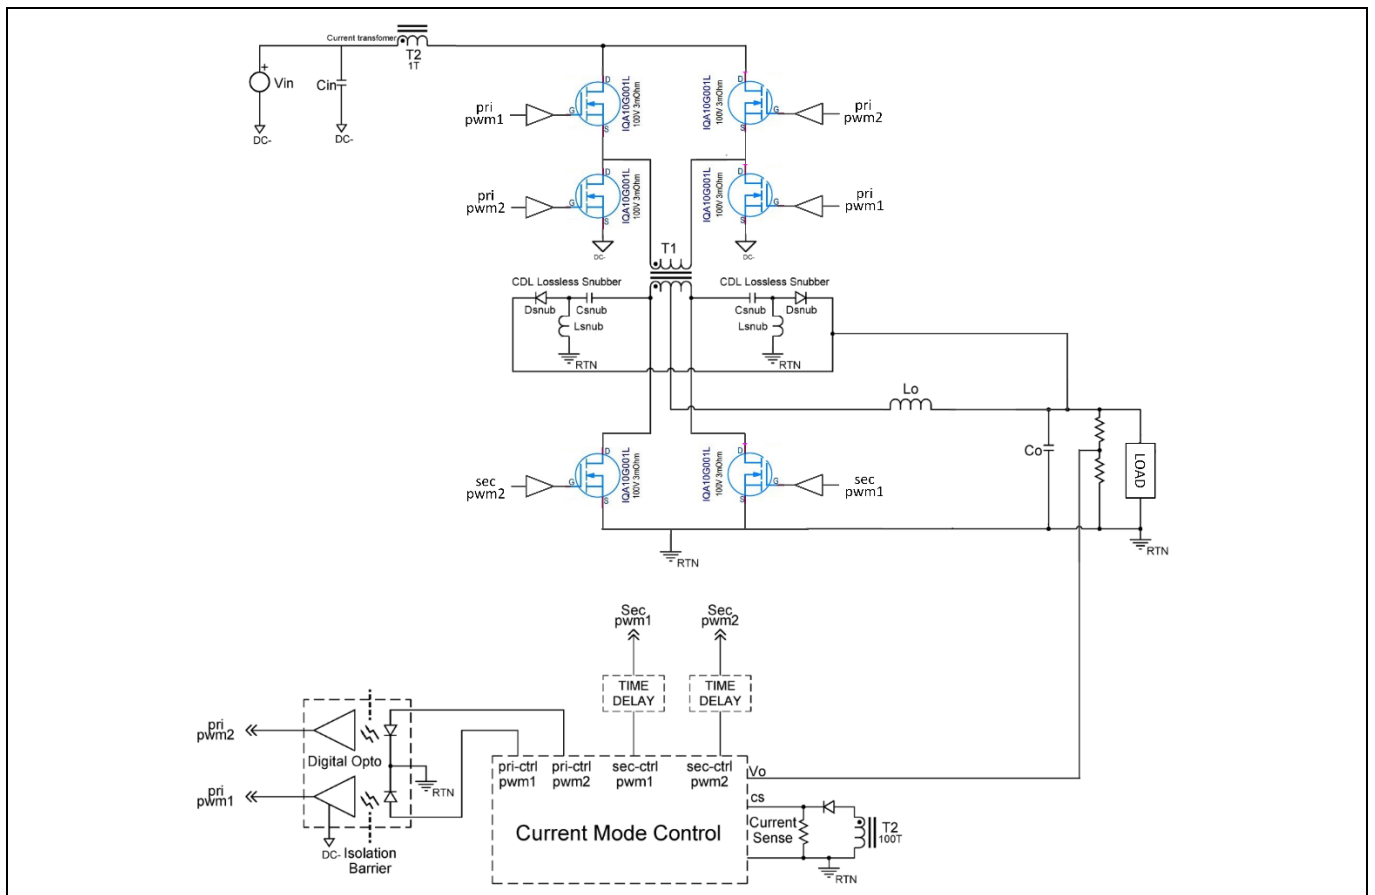 Current transfomer
T2
1T
+
Vin
Cin
DC-
DC-
pri
pwm1
G
D
S
IQA10G001L
100V 3mOhm
D
G
S
IQA10G001L
100V 3mOhm
pri
pwm2
pri
pwm2
G
D
S
IQA10G001L
100V 3mOhm
D
G
S
IQA10G001L
100V 3mOhm
pri
pwm1
DC-
DC-
T1
CDL Lossless Snubber
Dsnub
Csnub
Lsnub
RTN
CDL Lossless Snubber
Csnub
Dsnub
Lsnub
RTN
Lo
Co
LOAD
RTN
sec
pwm2
G
D
S
IQA10G001L
100V 3mOhm
D
G
S
IQA10G001L
100V 3mOhm
sec
pwm1
RTN
Sec
pwm1
Sec
pwm2
TIME
DELAY
TIME
DELAY
pri
pwm2
Digital Opto
RTN
pri
pwm1
DC-
Isolation
Barrier
pri-ctrl
pwm1
pri-ctrl
pwm2
sec-ctrl
pwm1
sec-ctrl
pwm2
Vo
cs
Current
Sense
Current Mode Control
T2
100T
RTN